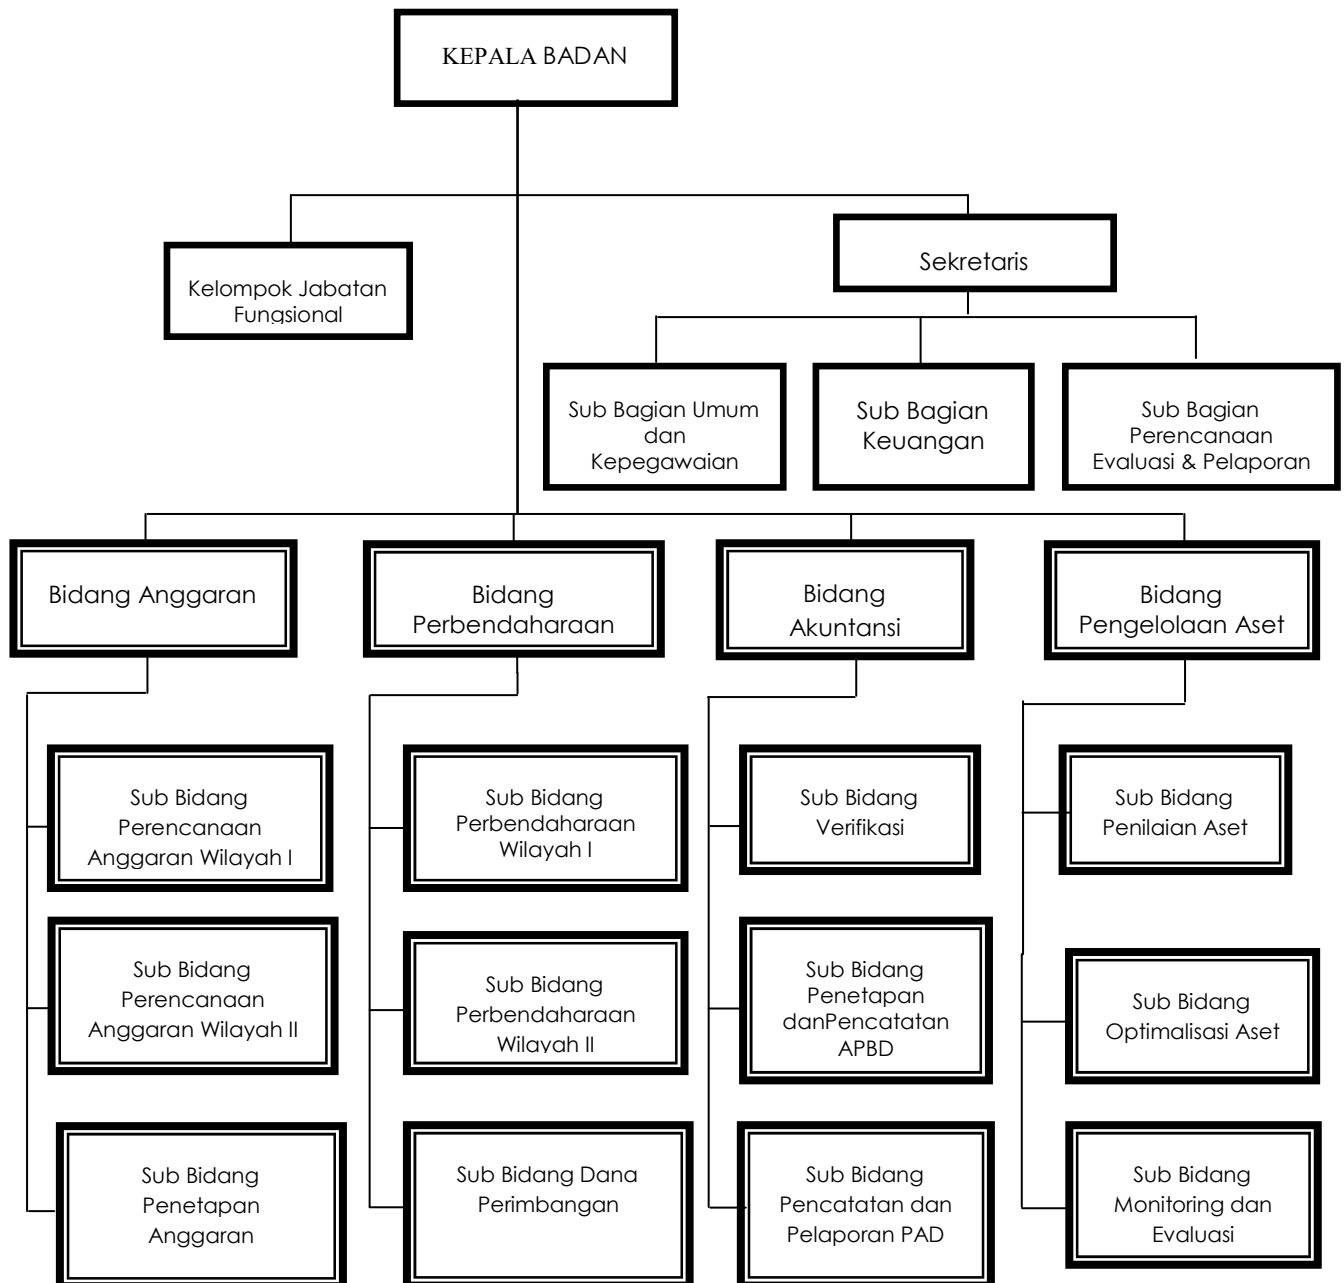 KEPALA BADAN
Sekretaris
Kelompok Jabatan
Fungsional
Sub Bagian Umum
dan
Kepegawaian
Sub Bagian
Keuangan
Sub Bagian
Perencanaan
Evaluasi & Pelaporan
Bidang Anggaran
Bidang
Perbendaharaan
Bidang
Akuntansi
Bidang
Pengelolaan Aset
Sub Bidang
Perencanaan
Anggaran Wilayah I
Sub Bidang
Perbendaharaan
Wilayah I
Sub Bidang
Verifikasi
Sub Bidang
Penilaian Aset
Sub Bidang
Perencanaan
Anggaran Wilayah II
Sub Bidang
Perbendaharaan
Wilayah II
Sub Bidang
Penetapan
danPencatatan
APBD
Sub Bidang
Optimalisasi Aset
Sub Bidang
Penetapan
Anggaran
Sub Bidang Dana
Perimbangan
Sub Bidang
Pencatatan dan
Pelaporan PAD
Sub Bidang
Monitoring dan
Evaluasi